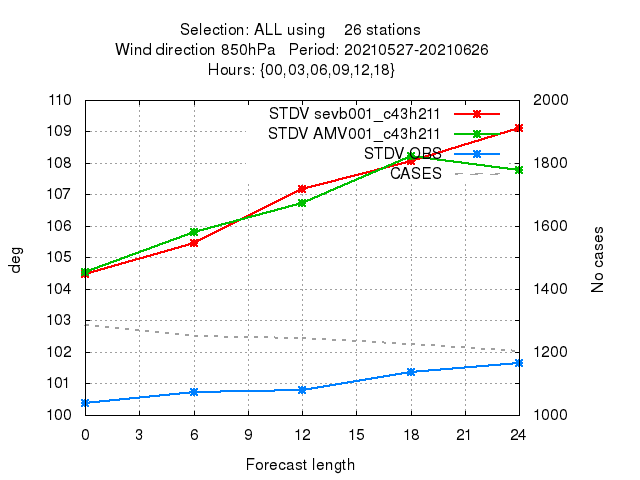 Selection: ALL using 26 stations
Wind direction 850hPa Period: 20210527-20210626
Hours: {00,03,06,09,12,18}
STDV sevb001_c43h211
STDV AMV001_c43h211
STDV OBS
CASES
110
109
108
107
106
105
104
103
102
101
100
deg
2000
1800
1600
1400
1200
1000
No cases
0 3 6 9 12 15 18 21 24
Forecast length